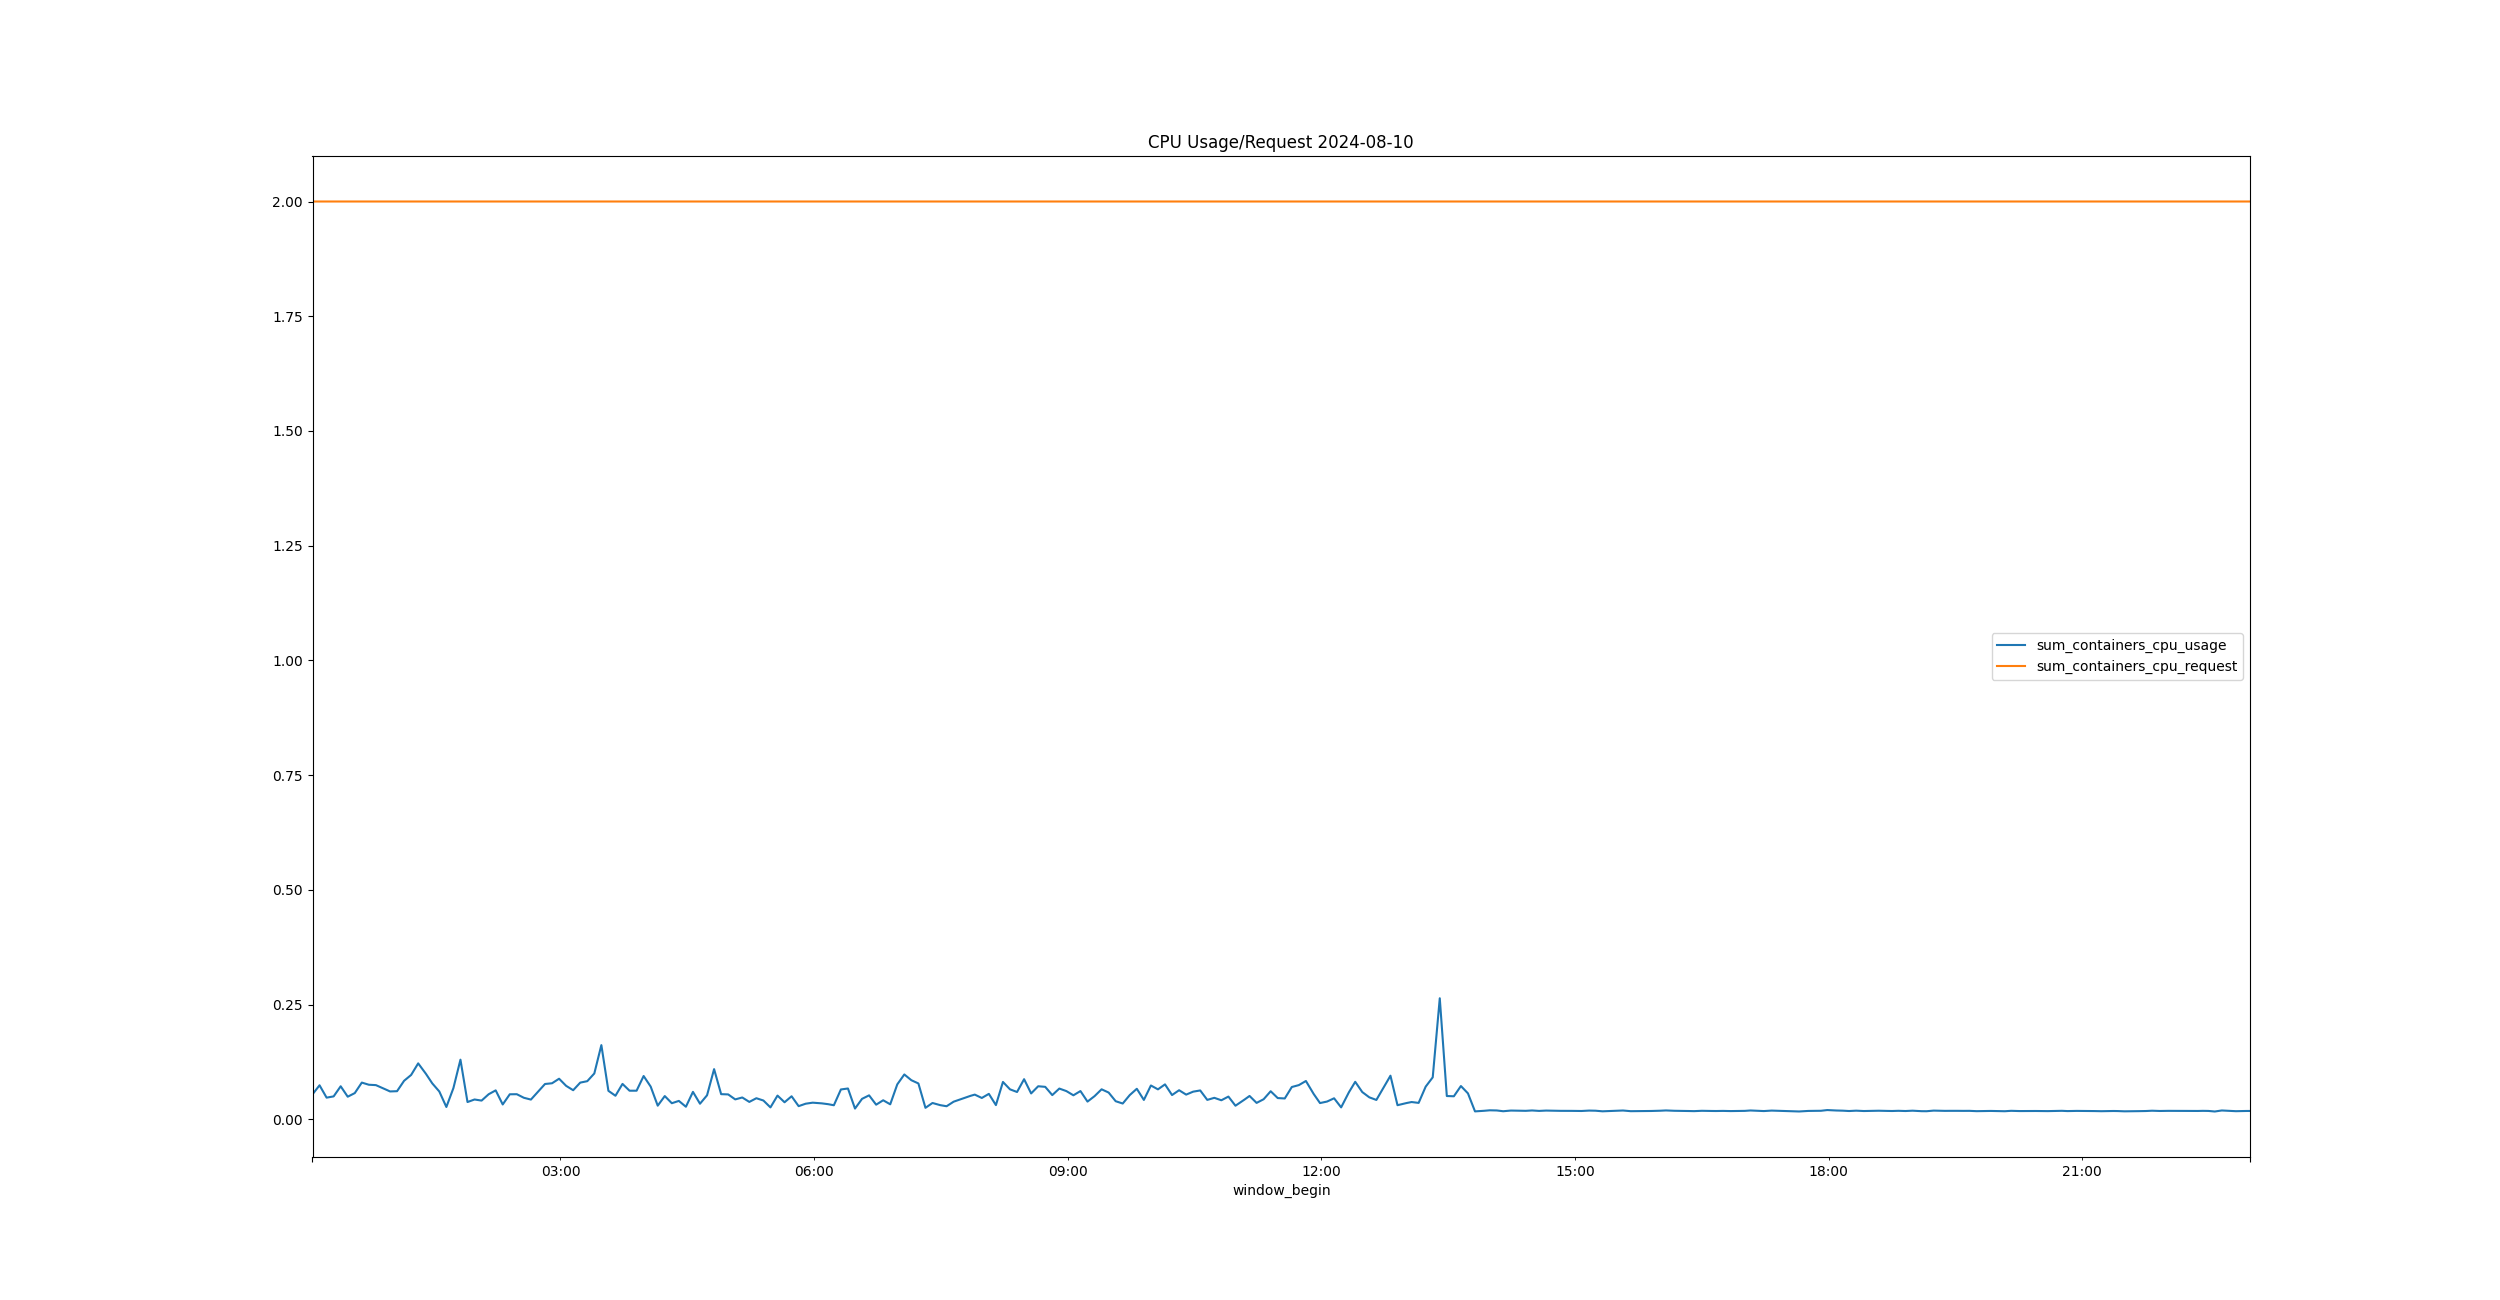 CPU Usage/Request 2024-08-10
2.00
1.75
1.50
1.25
1.00
0.75
0.50
0.25
0.00
sum_containers_cpu_usage
sum_containers_cpu_request
03:00 06:00 09:00 12:00 15:00 18:00 21:00
window_begin